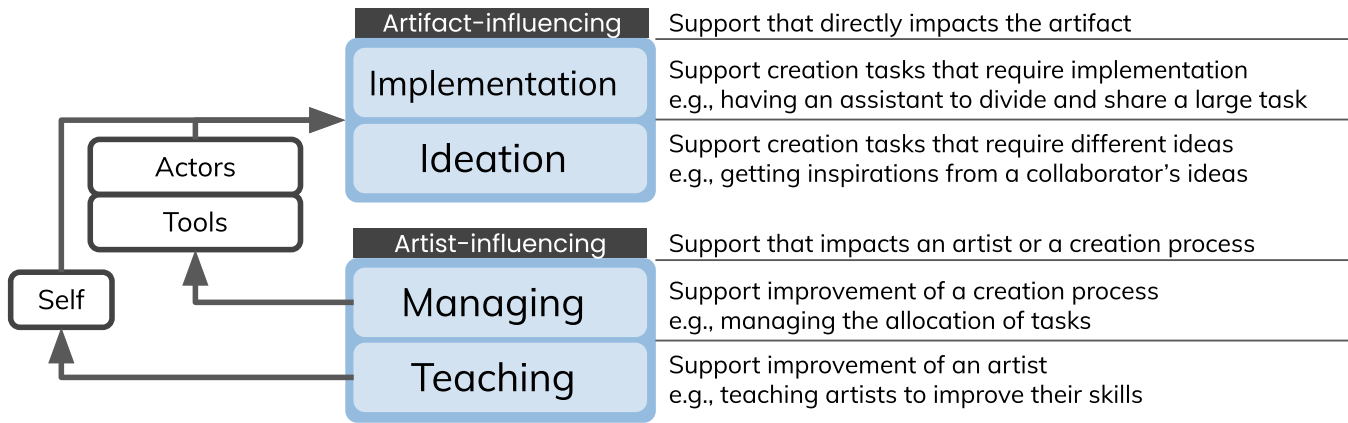 Artifact-influencing
Support that directly impacts the artifact
Implementation
Support creation tasks that require implementation
e.g., having an assistant to divide and share a large task
Ideation
Support creation tasks that require different ideas
e.g., getting inspirations from a collaborator’s ideas
Actors
Tools
Self
Artist-influencing
Support that impacts an artist or a creation process
Managing
Support improvement of a creation process
e.g., managing the allocation of tasks
Teaching
Support improvement of an artist
e.g., teaching artists to improve their skills